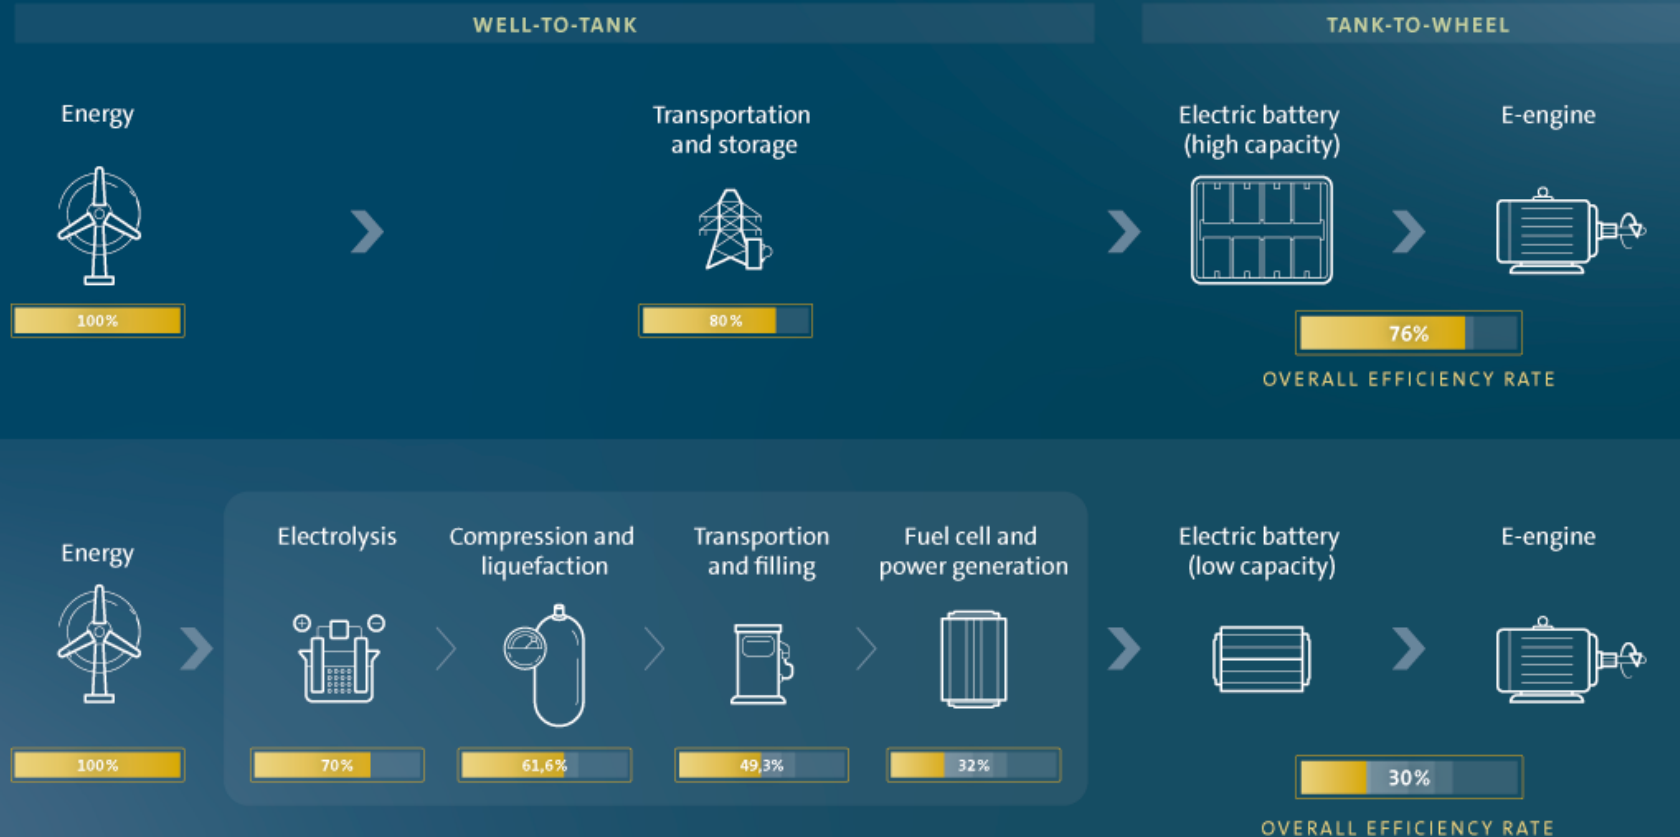 WELL-TO-TANK
TANK-TO-WHEEL
Energy
Transportation
and storage
Electric battery
(high capacity)
E-engine
100%
80%
76%
OVERALL EFFICIENCY RATE
Energy
Electrolysis
Compression and
liquefaction
Transportion
and filling
Fuel cell and
power generation
Electric battery
(low capacity)
E-engine
100%
70%
61,6%
49,3%
32%
30%
OVERALL EFFICIENCY RATE